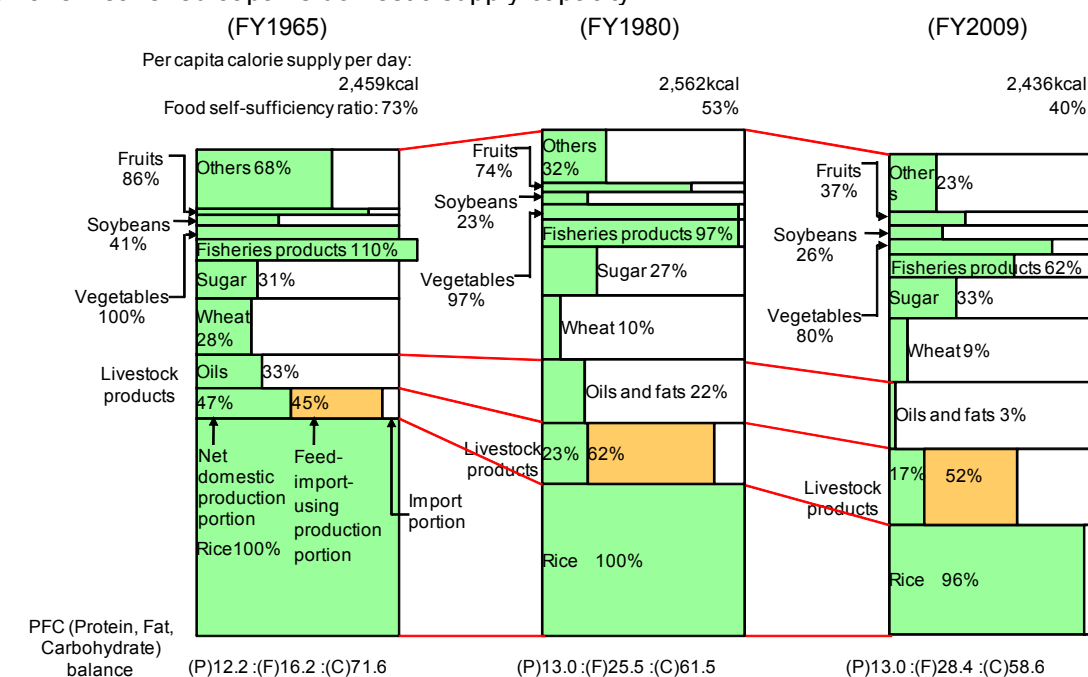 (FY1965)
(FY1980)
(FY2009)
Per capita calorie supply per day:
2,459kcal
2,562kcal
2,436kcal
Food self-sufficiency ratio: 73%
53%
40%
Fruits
86%
Soybeans
41%
Vegetables
100%
Livestock
products
Others 68%
Fisheries products 110%
Sugar 31%
Wheat
28%
Oils 33%
47% 45%
Net
domestic
production
portion
Feed-
import-
using
production
portion
Import
portion
Rice 100%
Fruits
74%
Soybeans
23%
Vegetables
97%
Livestock
products
Others
32%
Fisheries products 97%
Sugar 27%
Wheat 10%
Oils and fats 22%
23% 62%
Rice 100%
Fruits
37%
Soybeans
26%
Vegetables
80%
Livestock
products
Other
s
23%
Fisheries products 62%
Sugar 33%
Wheat 9%
Oils and fats 3%
17% 52%
Rice 96%
PFC (Protein, Fat,
Carbohydrate)
balance
(P)12.2 :(F)16.2 :(C)71.6
(P)13.0 :(F)25.5 :(C)61.5
(P)13.0 :(F)28.4 :(C)58.6